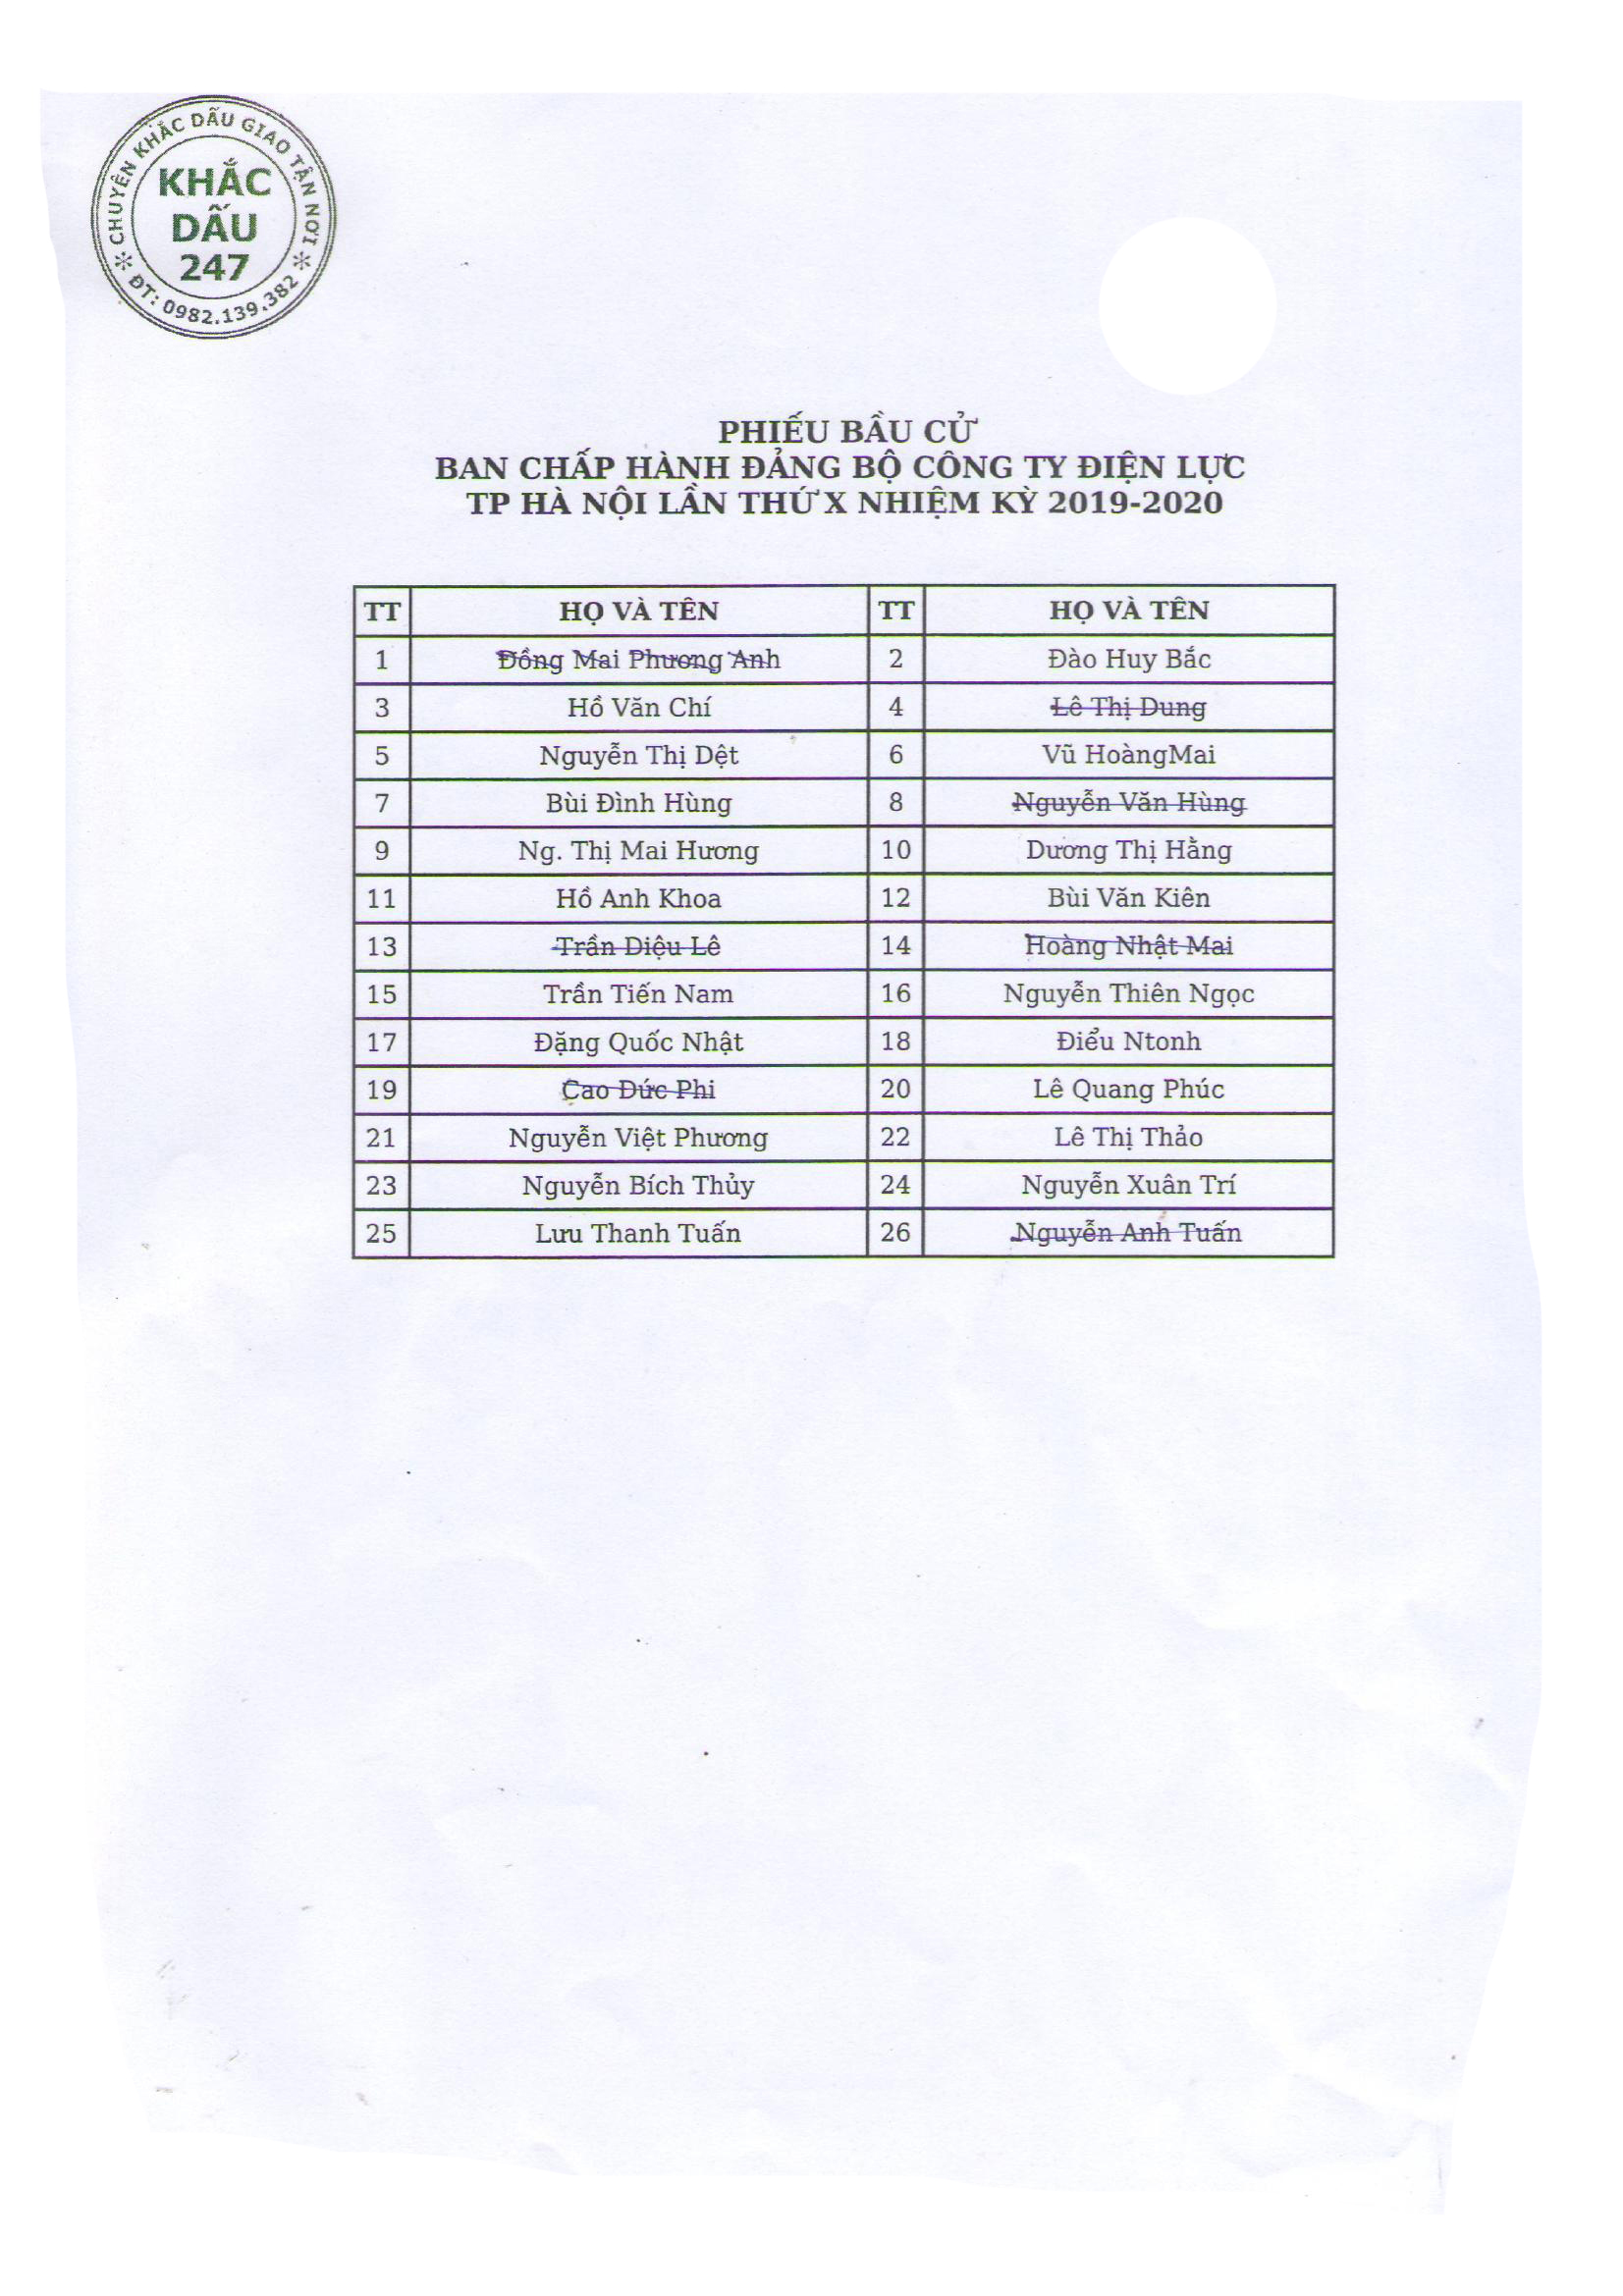 CHUYÊN KHẮC DẤU GIAO TẬN NƠI
KHẮC
DẤU
247
ĐT: 0982.139.382
PHIẾU BẦU CỬ
BAN CHẤP HÀNH ĐẢNG BỘ CÔNG TY ĐIỆN LỰC
TP HÀ NỘI LẦN THỨ X NHIỆM KỲ 2019-2020
TT HỌ VÀ TÊN TT HỌ VÀ TÊN
1 Đồng Mai Phương Anh 2 Đào Huy Bắc
3 Hồ Văn Chí 4 Lê Thị Dung
5 Nguyễn Thị Dệt 6 Vũ HoàngMai
7 Bùi Đình Hùng 8 Nguyễn Văn Hùng
9 Ng. Thị Mai Hương 10 Dương Thị Hằng
11 Hồ Anh Khoa 12 Bùi Văn Kiên
13 Trần Diệu Lê 14 Hoàng Nhật Mai
15 Trần Tiến Nam 16 Nguyễn Thiên Ngọc
17 Đặng Quốc Nhật 18 Điểu Ntonh
19 Cao Đức Phi 20 Lê Quang Phúc
21 Nguyễn Việt Phương 22 Lê Thị Thảo
23 Nguyễn Bích Thủy 24 Nguyễn Xuân Trí
25 Lưu Thanh Tuấn 26 Nguyễn Anh Tuấn